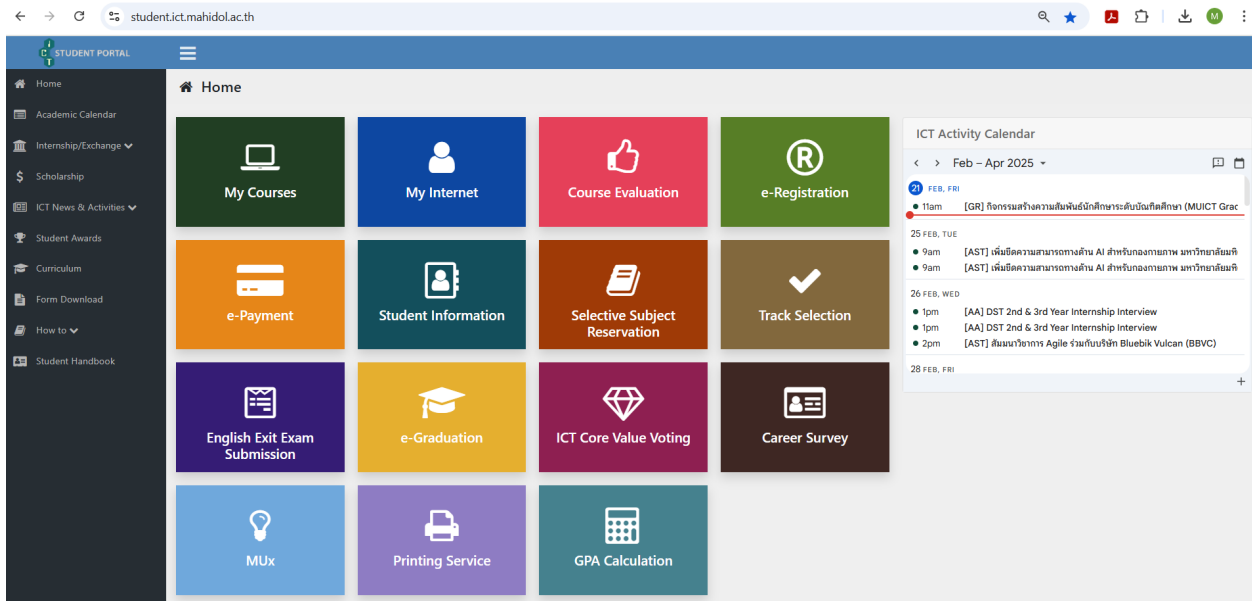 student.ict.mahidol.ac.th
M
i
C
T
STUDENT PORTAL
Home
Academic Calendar
Internship/Exchange
Scholarship
ICT News & Activities
Student Awards
Curriculum
Form Download
How to
Student Handbook
Home
My Courses
My Internet
Course Evaluation
®
e-Registration
e-Payment
Student Information
Selective Subject
Reservation
Track Selection
English Exit Exam
Submission
e-Graduation
ICT Core Value Voting
Career Survey
MUx
Printing Service
GPA Calculation
ICT Activity Calendar
Feb – Apr 2025
21 FEB, FRI
11am [GR] กิจกรรมสร้างความสัมพันธ์นักศึกษาระดับบัณฑิตศึกษา (MUICT Grac
25 FEB, TUE
9am [AST] เพิ่มขีดความสามารถทางด้าน AI สำหรับกองกายภาพ มหาวิทยาลัยมหิ
9am [AST] เพิ่มขีดความสามารถทางด้าน AI สำหรับกองกายภาพ มหาวิทยาลัยมหิ
26 FEB, WED
1pm [AA] DST 2nd & 3rd Year Internship Interview
1pm [AA] DST 2nd & 3rd Year Internship Interview
2pm [AST] สัมมนาวิชาการ Agile ร่วมกับบริษัท Bluebik Vulcan (BBVC)
28 FEB, FRI